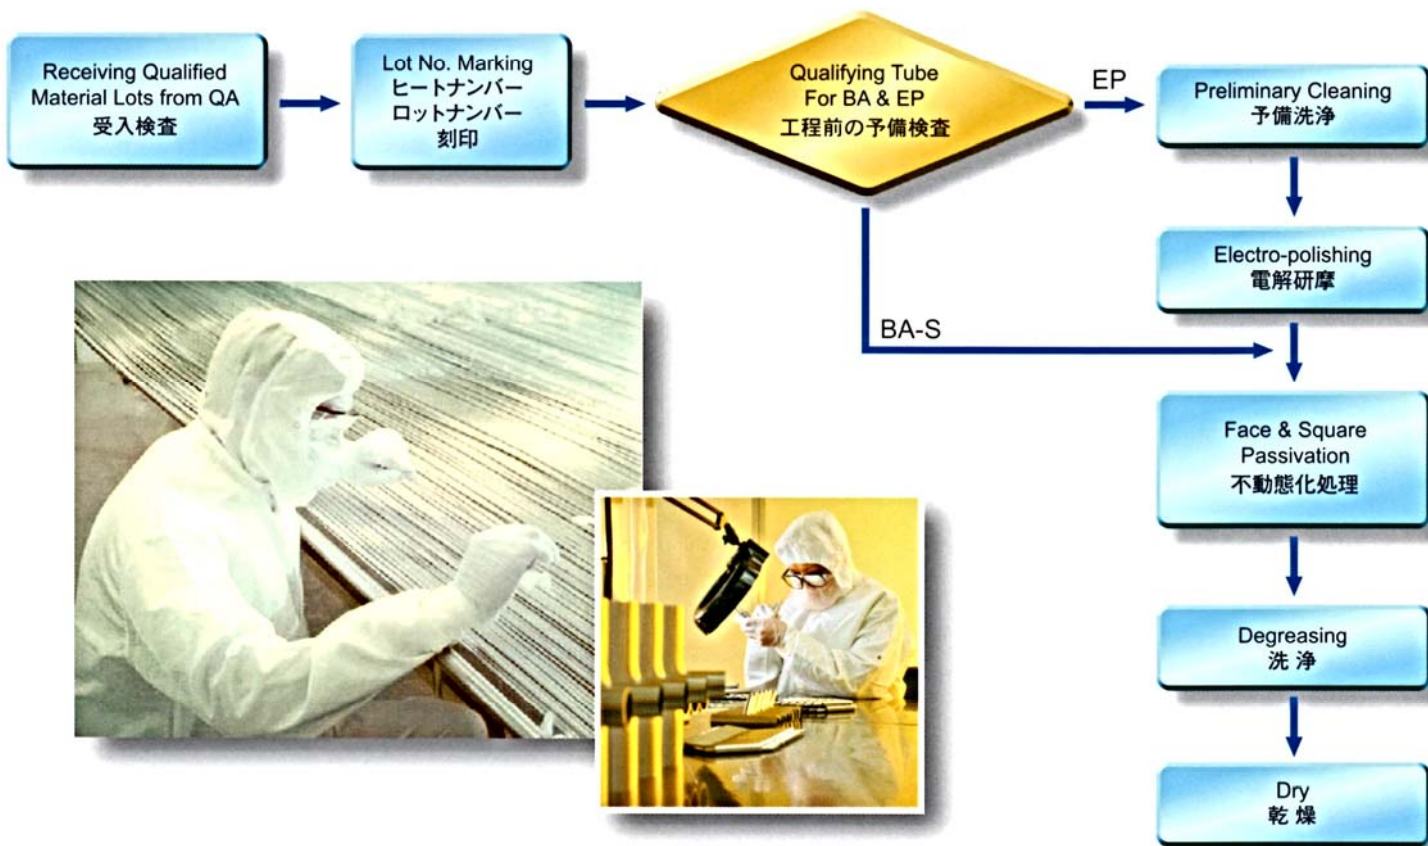 Receiving Qualified
Material Lots from QA
受入検査
Lot No. Marking
ヒートナンバー
ロットナンバー
刻印
Qualifying Tube
For BA & EP
工程前の予備検査
EP
Preliminary Cleaning
予備洗浄
Electro-polishing
電解研摩
BA-S
Face & Square
Passivation
不動態化処理
Degreasing
洗 浄
Dry
乾 燥